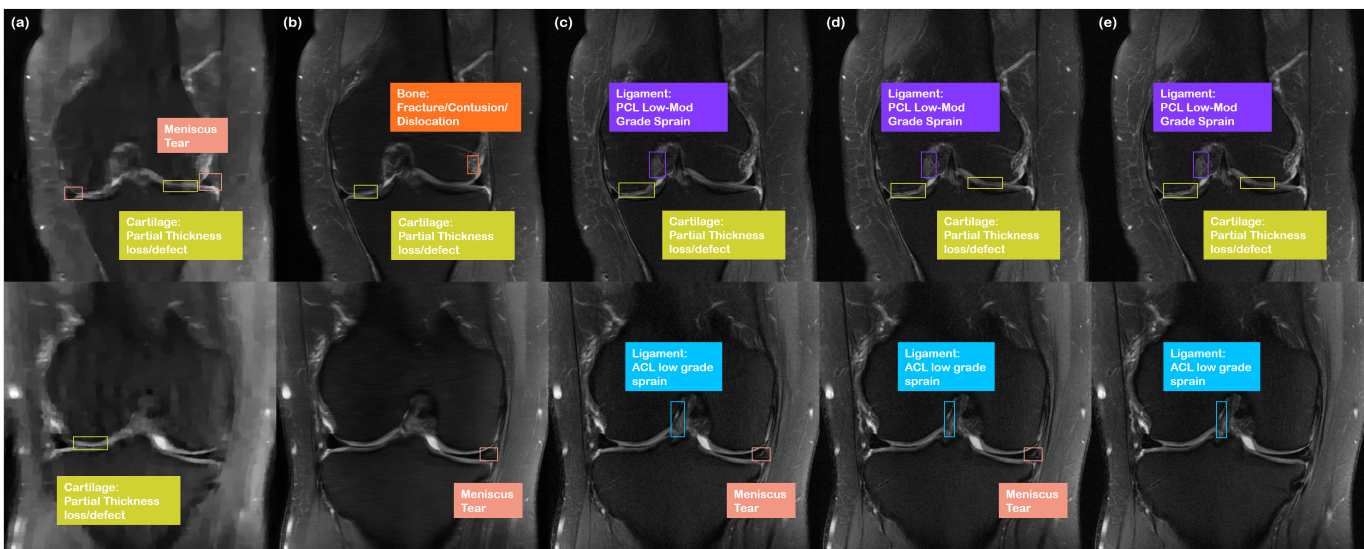 (a)
(b)
(c)
(d)
(e)
Meniscus
Tear
Cartilage:
Partial Thickness
loss/defect
Bone:
Fracture/Contusion/
Dislocation
Cartilage:
Partial Thickness
loss/defect
Ligament:
PCL Low-Mod
Grade Sprain
Cartilage:
Partial Thickness
loss/defect
Ligament:
PCL Low-Mod
Grade Sprain
Cartilage:
Partial Thickness
loss/defect
Ligament:
PCL Low-Mod
Grade Sprain
Cartilage:
Partial Thickness
loss/defect
Cartilage:
Partial Thickness
loss/defect
Meniscus
Tear
Ligament:
ACL low grade
sprain
Meniscus
Tear
Ligament:
ACL low grade
sprain
Meniscus
Tear
Ligament:
ACL low grade
sprain